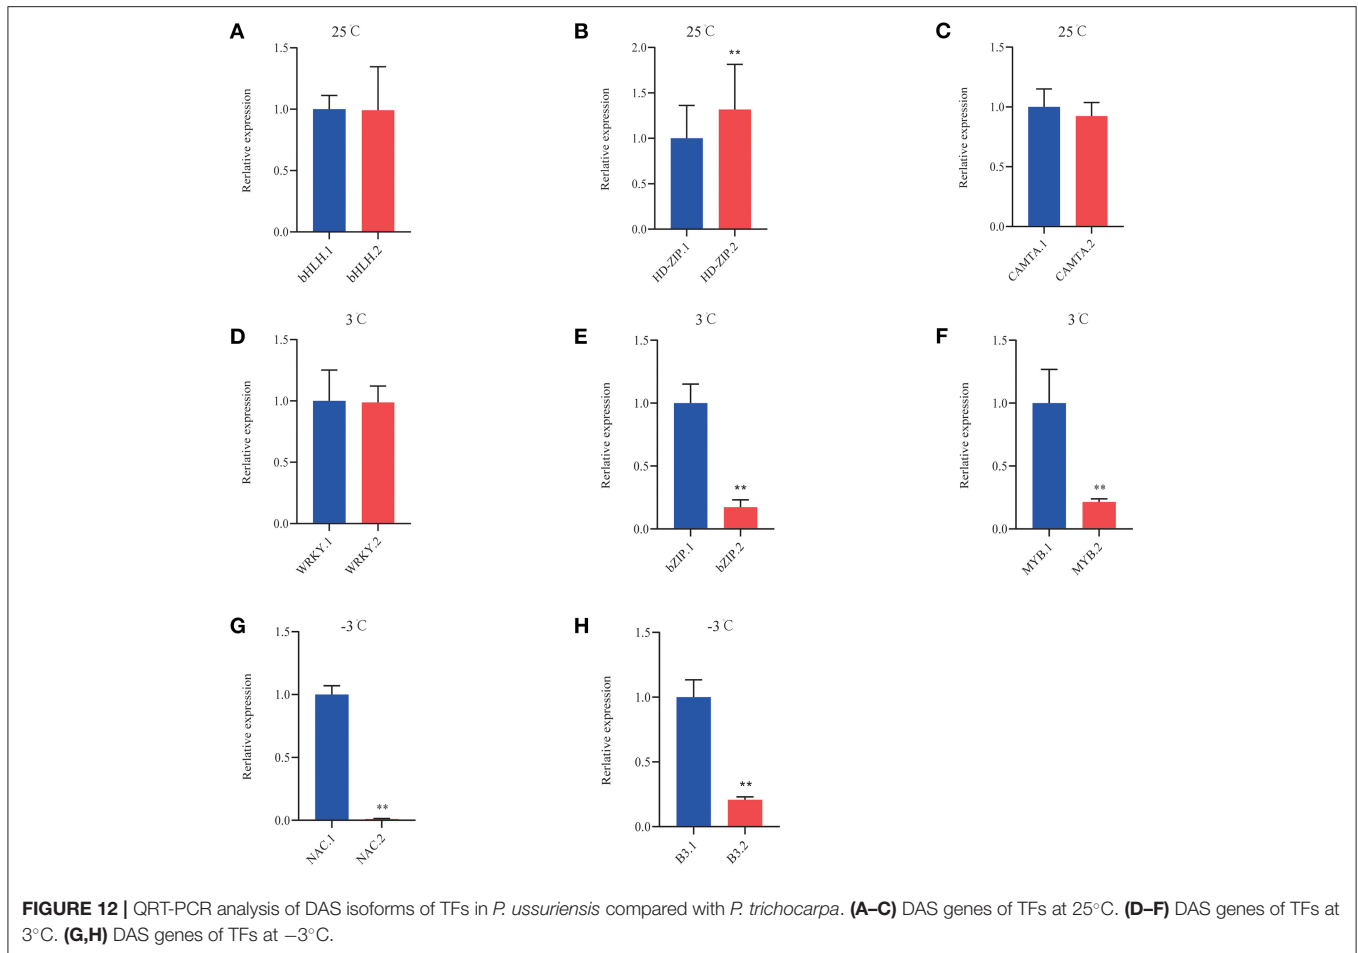 A
25℃
Rerlative expression
1.5
1.0
0.5
0.0
bHLH.1
bHLH.2
B
25℃
Rerlative expression
2.0
1.5
1.0
0.5
0.0
**
HD-ZIP.1
HD-ZIP.2
C
25℃
Rerlative expression
1.5
1.0
0.5
0.0
CAMTA.1
CAMTA.2
D
3℃
Rerlative expression
1.5
1.0
0.5
0.0
WRKY.1
WRKY.2
E
3℃
Rerlative expression
1.5
1.0
0.5
0.0
**
bZIP.1
bZIP.2
F
3℃
Rerlative expression
1.5
1.0
0.5
0.0
**
MYB.1
MYB.2
G
-3℃
Rerlative expression
1.5
1.0
0.5
0.0
**
NAC.1
NAC.2
H
-3℃
Rerlative expression
1.5
1.0
0.5
0.0
**
B3.1
B3.2
FIGURE 12 | QRT-PCR analysis of DAS isoforms of TFs in P. ussuriensis compared with P. trichocarpa. (A–C) DAS genes of TFs at 25°C. (D–F) DAS genes of TFs at
3°C. (G,H) DAS genes of TFs at −3°C.